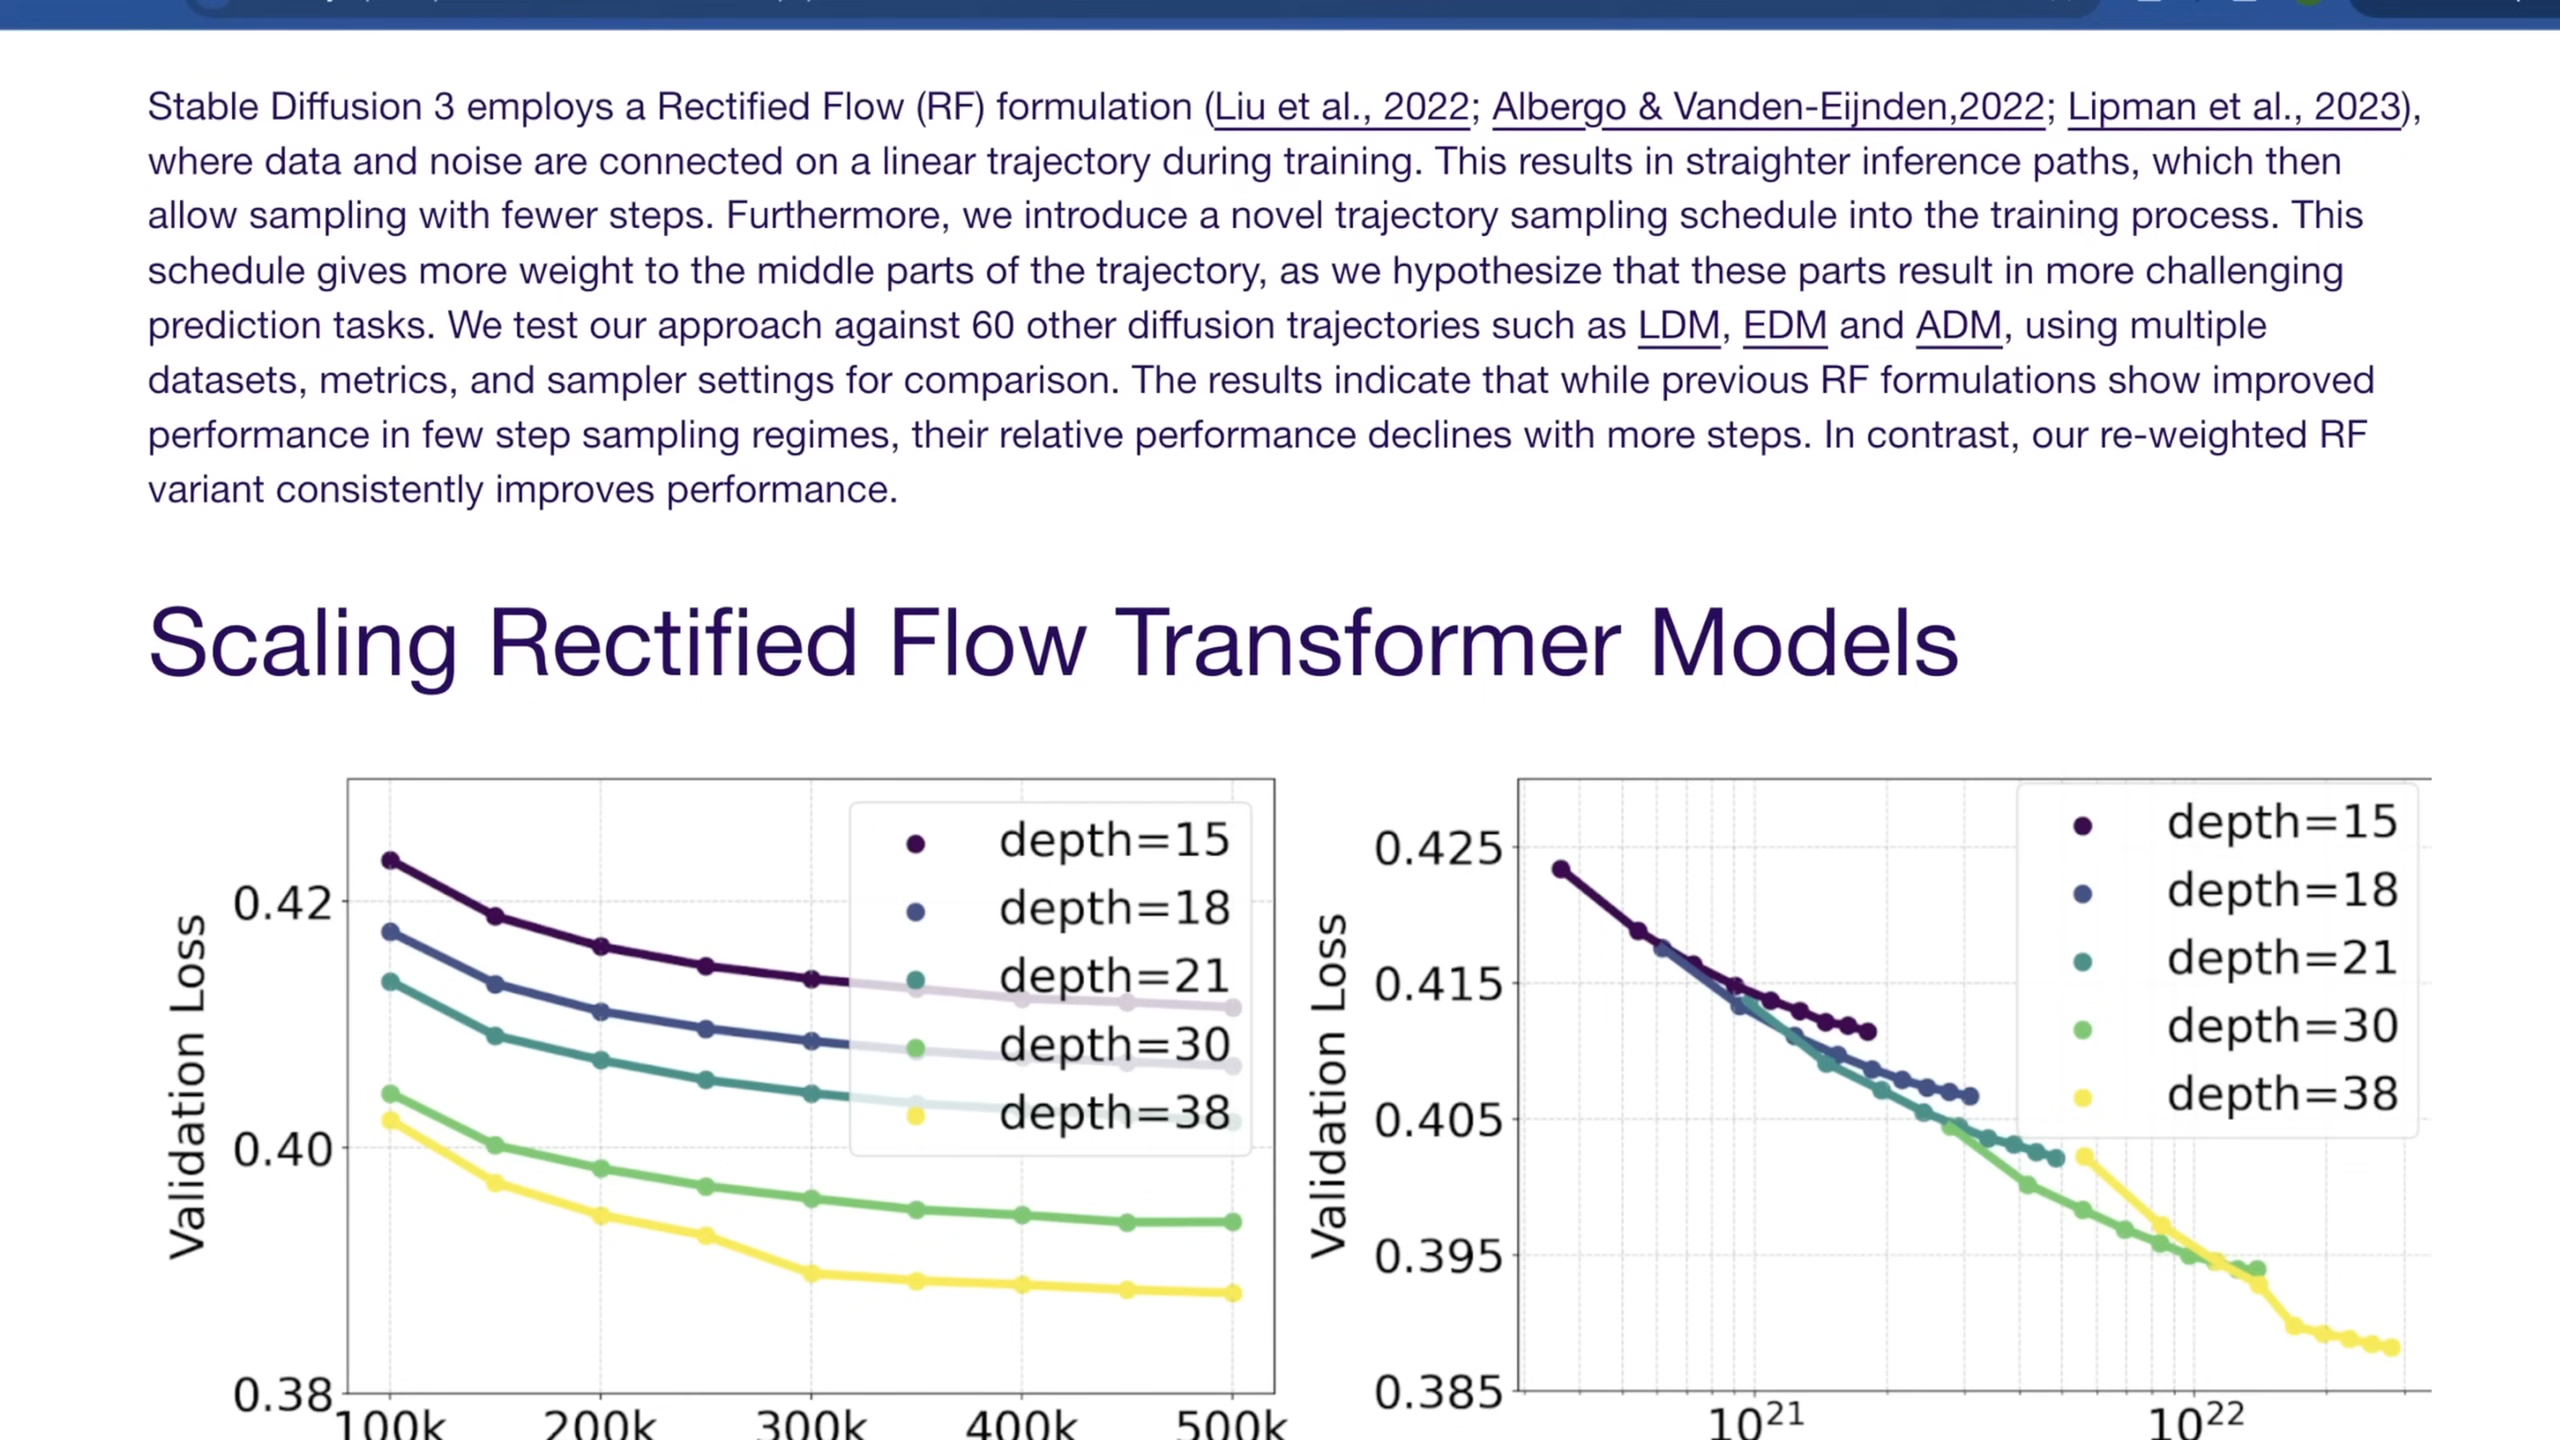 Stable Diffusion 3 employs a Rectified Flow (RF) formulation (Liu et al., 2022; Albergo & Vanden-Eijnden,2022; Lipman et al., 2023),
where data and noise are connected on a linear trajectory during training. This results in straighter inference paths, which then
allow sampling with fewer steps. Furthermore, we introduce a novel trajectory sampling schedule into the training process. This
schedule gives more weight to the middle parts of the trajectory, as we hypothesize that these parts result in more challenging
prediction tasks. We test our approach against 60 other diffusion trajectories such as LDM, EDM and ADM, using multiple
datasets, metrics, and sampler settings for comparison. The results indicate that while previous RF formulations show improved
performance in few step sampling regimes, their relative performance declines with more steps. In contrast, our re-weighted RF
variant consistently improves performance.
Scaling Rectified Flow Transformer Models
Validation Loss
0.42
0.40
0.38
100k 200k 300k 400k 500k
depth=15
depth=18
depth=21
depth=30
depth=38
Validation Loss
0.425
0.415
0.405
0.395
0.385
10²¹ 10²²
depth=15
depth=18
depth=21
depth=30
depth=38